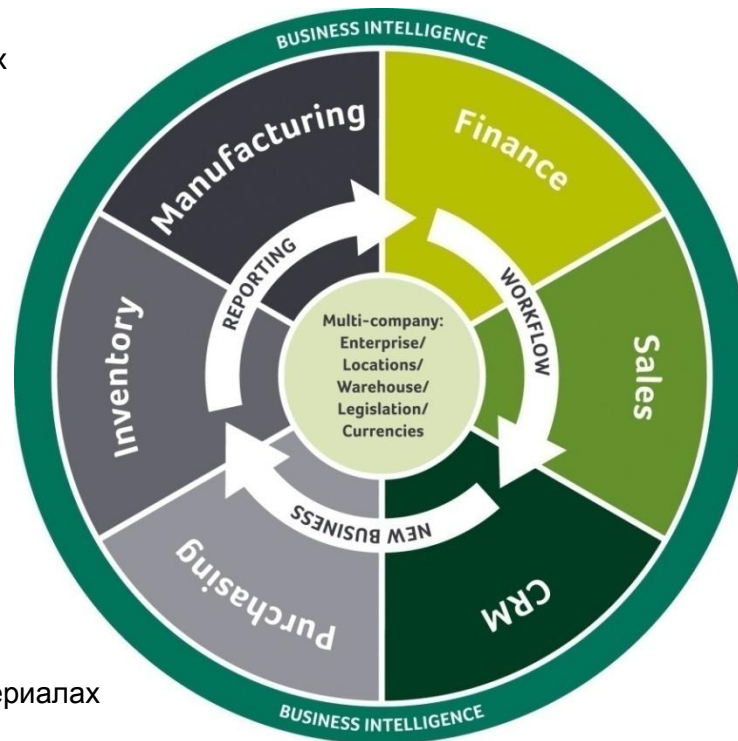 BUSINESS INTELLIGENCE
х
Manufacturing
Finance
REPORTING
WORKFLOW
Multi-company:
Enterprise/
Locations/
Warehouse/
Legislation/
Currencies
Inventory
Sales
NEW BUSINESS
Purchasing
CRM
ериалах
BUSINESS INTELLIGENCE